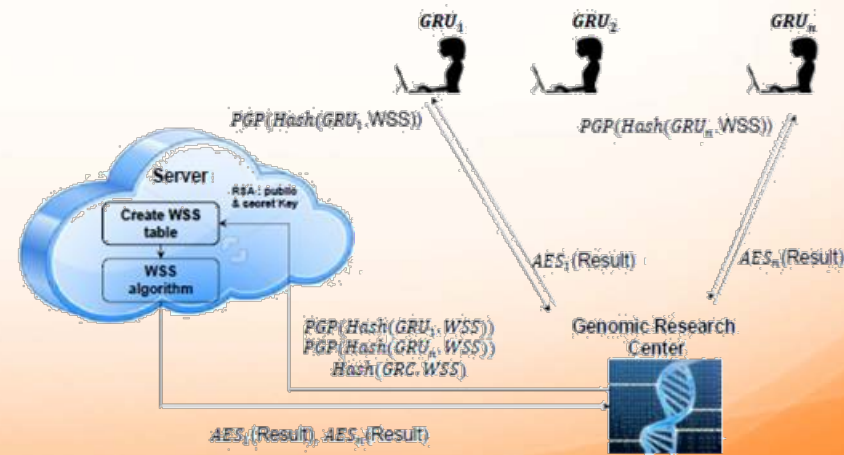 GRU₁
GRU₂
GRUₙ
PGP(Hash(GRU₁.WSS))
PGP(Hash(GRUₙ.WSS))
Server
RSA : public
& secret Key
Create WSS
table
WSS
algorithm
AES₁(Result)
AESₙ(Result)
PGP(Hash(GRU₁.WSS))
PGP(Hash(GRUₙ.WSS))
Hash(GRC.WSS)
Genomic Research
Center
AES₁(Result), AESₙ(Result)